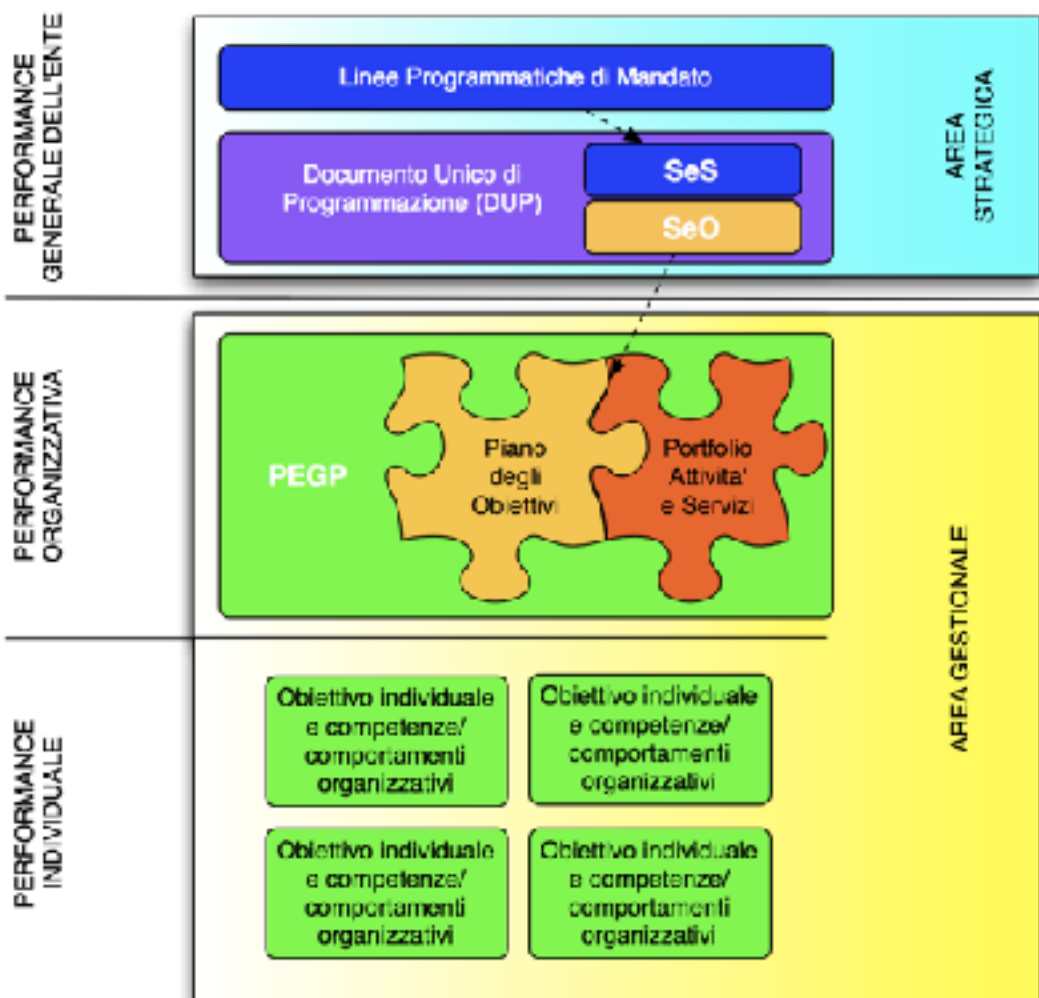 PERFORMANCE
GENERALE DELL'ENTE
Linee Programmatiche di Mandato
Documento Unico di
Programmazione (DUP)
SeS
SeO
AREA
STRATEGICA
PERFORMANCE
ORGANIZZATIVA
PEGP
Piano
degli
Obiettivi
Portfolio
Attivita'
e Servizi
AREA GESTIONALE
PERFORMANCE
INDIVIDUALE
Obiettivo individuale
e competenze/
comportamenti
organizzativi
Obiettivo individuale
e competenze/
comportamenti
organizzativi
Obiettivo individuale
e competenze/
comportamenti
organizzativi
Obiettivo individuale
e competenze/
comportamenti
organizzativi